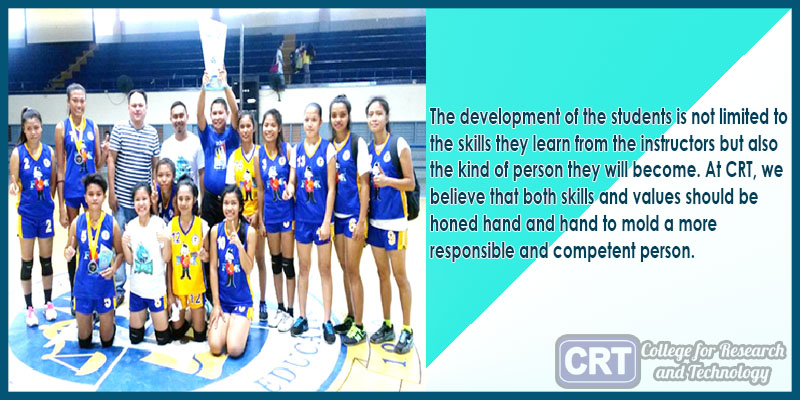 The development of the students is not limited to
the skills they learn from the instructors but also
the kind of person they will become. At CRT, we
believe that both skills and values should be
honed hand and hand to mold a more
responsible and competent person.
CRT
College for Research
and Technology
EDUCA